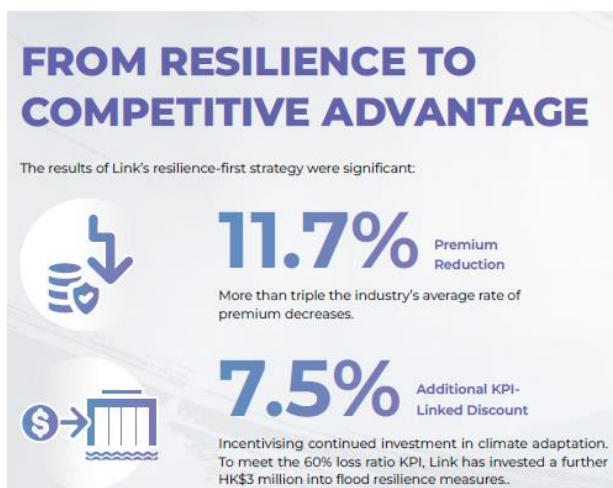 FROM RESILIENCE TO
COMPETITIVE ADVANTAGE
The results of Link's resilience-first strategy were significant:
11.7% Premium
Reduction
More than triple the industry's average rate of
premium decreases.
7.5% Additional KPI-
Linked Discount
Incentivising continued investment in climate adaptation.
To meet the 60% loss ratio KPI, Link has invested a further
HK$3 million into flood resilience measures..
$
$